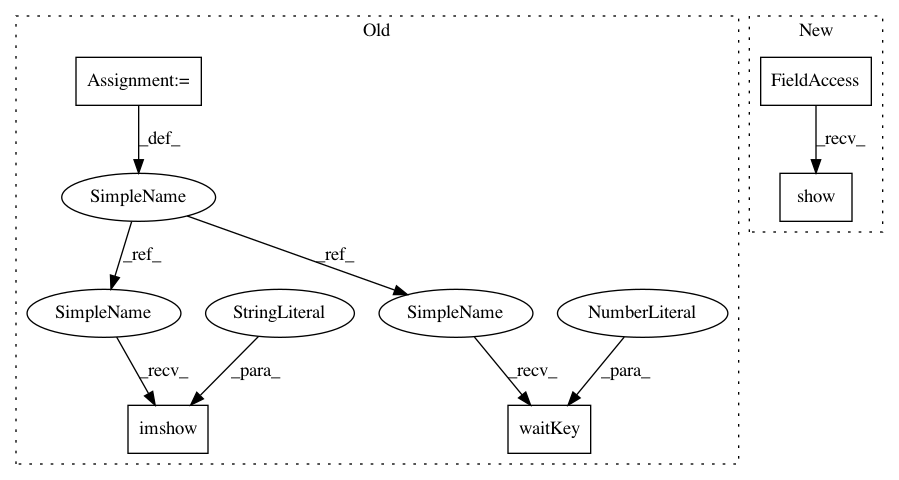 Old
New
Assignment:=
FieldAccess
_def_
_recv_
SimpleName
show
_ref_
_ref_
SimpleName
StringLiteral
SimpleName
NumberLiteral
_recv_
_para_
_recv_
_para_
imshow
waitKey